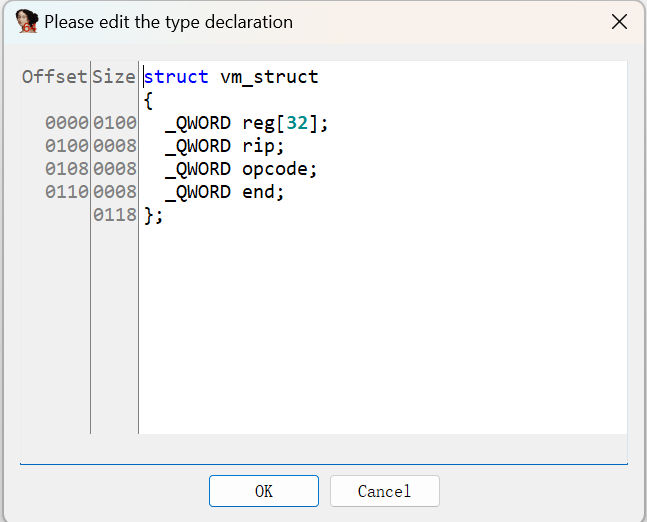 Please edit the type declaration
Offset Size struct vm_struct
{
0000 0100 _QWORD reg[32];
0100 0008 _QWORD rip;
0108 0008 _QWORD opcode;
0110 0008 _QWORD end;
0118 };
OK Cancel